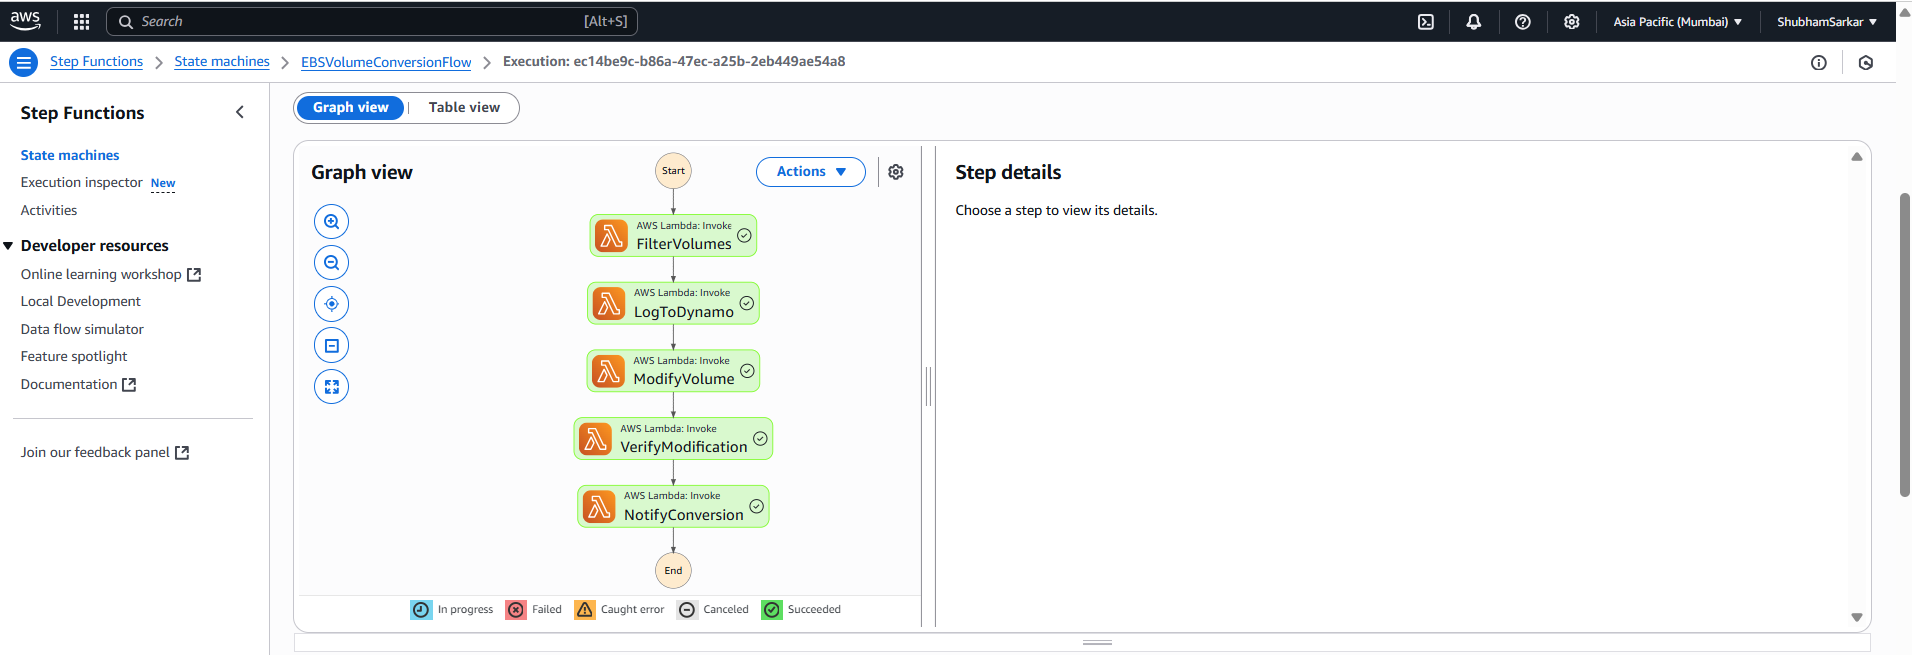 aws
Search [Alt+S]
Asia Pacific (Mumbai)
ShubhamSarkar
Step Functions
State machines
EBSVolumeConversionFlow
Execution: ec14be9c-b86a-47ec-a25b-2eb449ae54a8
Step Functions
State machines
Execution inspector New
Activities
Developer resources
Online learning workshop
Local Development
Data flow simulator
Feature spotlight
Documentation
Join our feedback panel
Graph view
Table view
Graph view
Actions
Start
AWS Lambda: Invoke
FilterVolumes
AWS Lambda: Invoke
LogToDynamo
AWS Lambda: Invoke
ModifyVolume
AWS Lambda: Invoke
VerifyModification
AWS Lambda: Invoke
NotifyConversion
End
In progress
Failed
Caught error
Canceled
Succeeded
Step details
Choose a step to view its details.